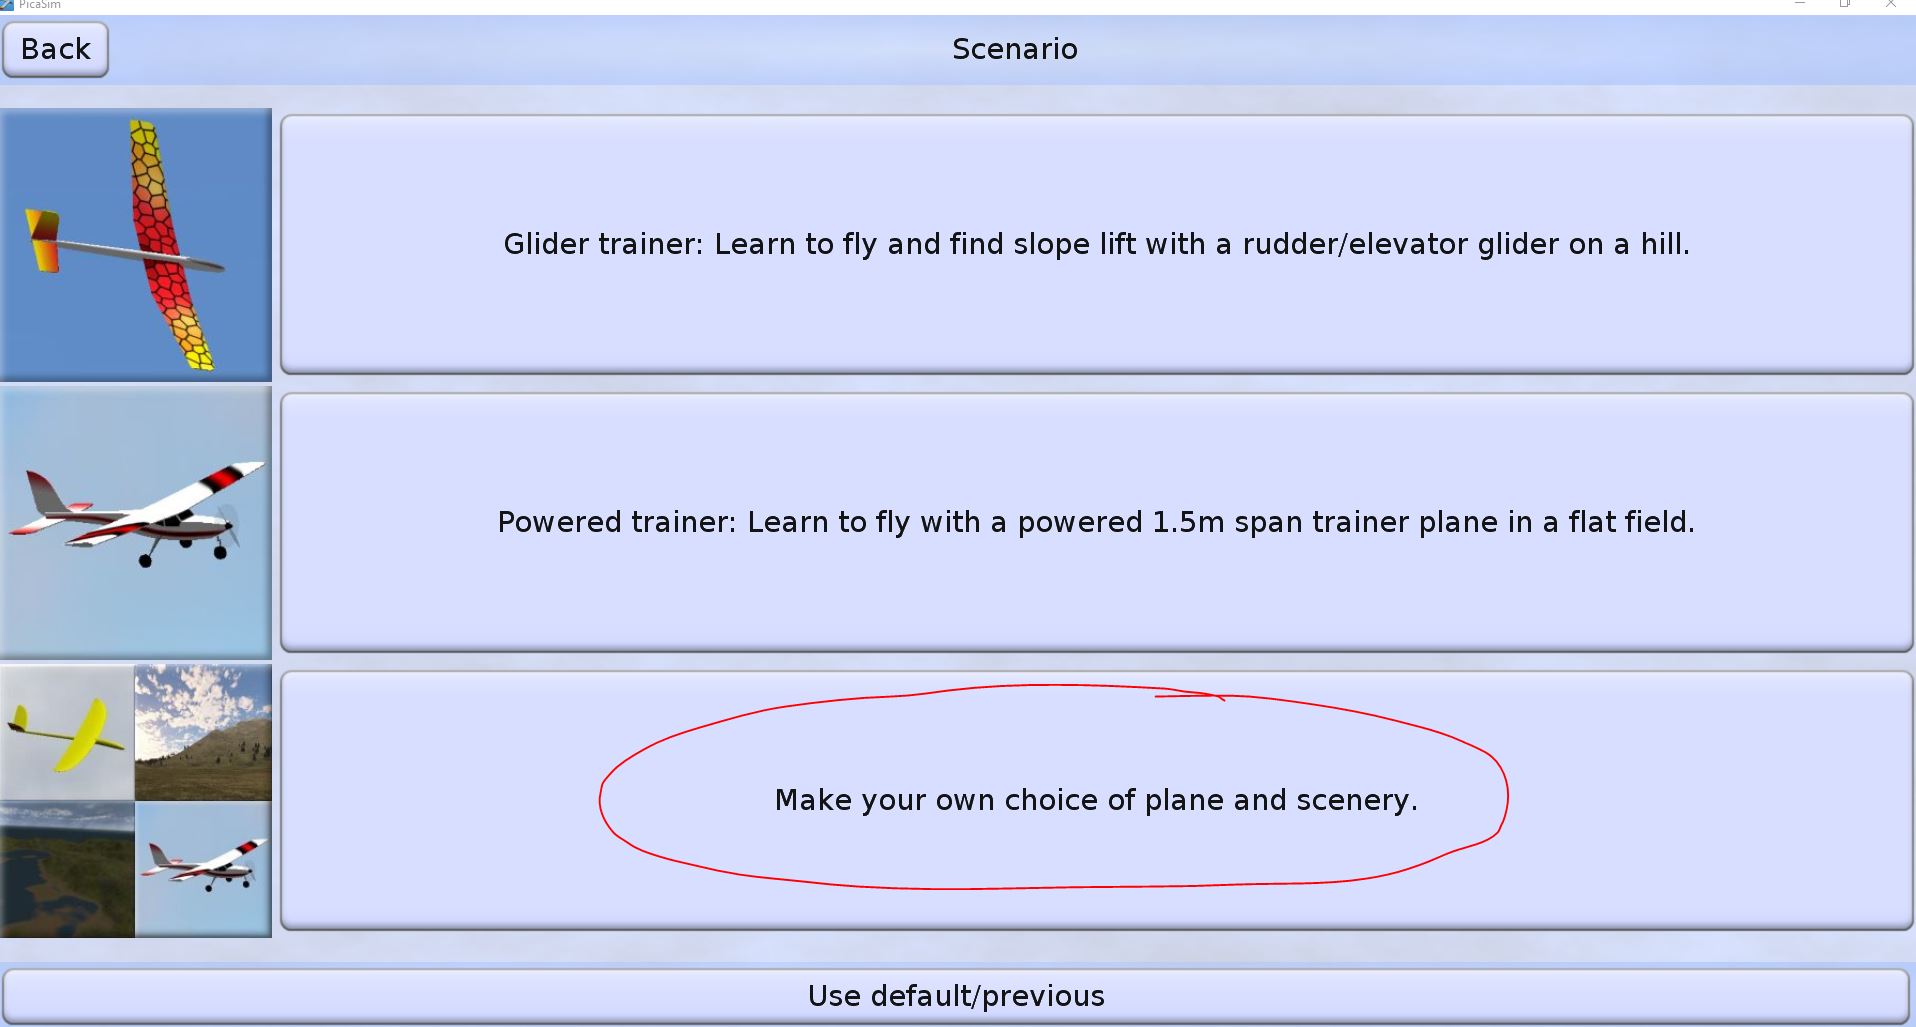 PicaSim
Back
Scenario
Glider trainer: Learn to fly and find slope lift with a rudder/elevator glider on a hill.
Powered trainer: Learn to fly with a powered 1.5m span trainer plane in a flat field.
Make your own choice of plane and scenery.
Use default/previous